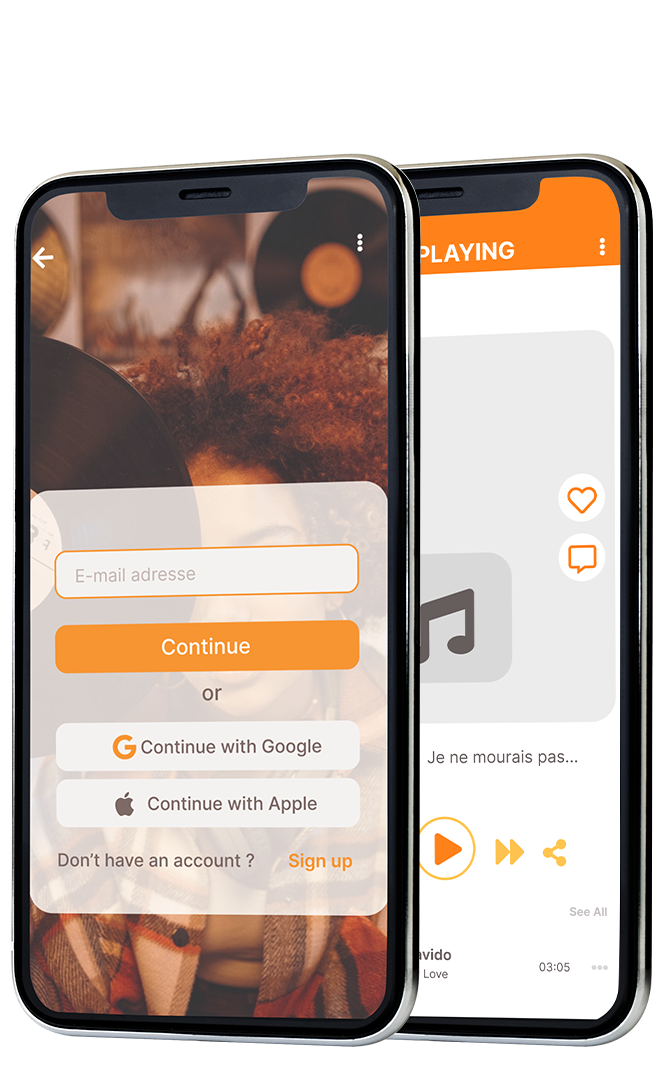 E-mail adresse
Continue
or
Continue with Google
Continue with Apple
Don't have an account ? Sign up
PLAYING
Je ne mourais pas...
See All
03:05
Love